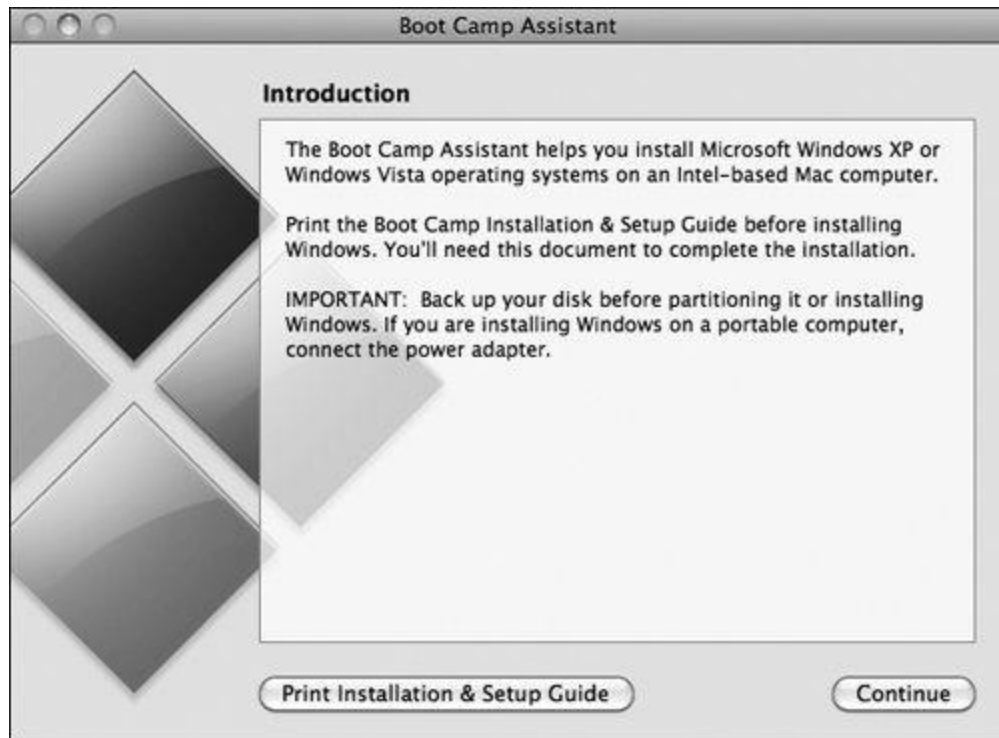 Boot Camp Assistant
Introduction
The Boot Camp Assistant helps you install Microsoft Windows XP or
Windows Vista operating systems on an Intel-based Mac computer.
Print the Boot Camp Installation & Setup Guide before installing
Windows. You'll need this document to complete the installation.
IMPORTANT:  Back up your disk before partitioning it or installing
Windows. If you are installing Windows on a portable computer,
connect the power adapter.
Print Installation & Setup Guide
Continue